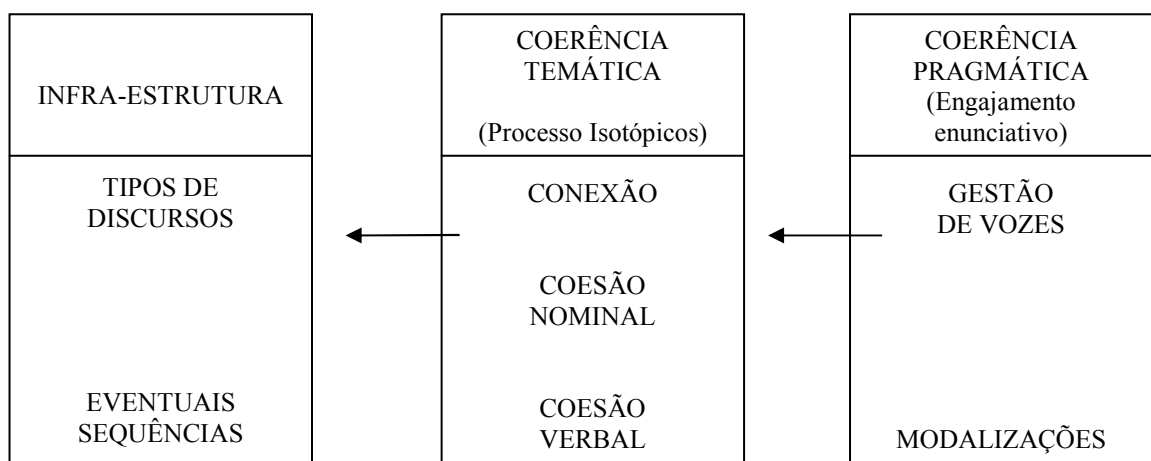 INFRA-ESTRUTURA
TIPOS DE
DISCURSOS
EVENTUAIS
SEQUÊNCIAS
COERÊNCIA
TEMÁTICA
(Processo Isotópicos)
CONEXÃO
COESÃO
NOMINAL
COESÃO
VERBAL
COERÊNCIA
PRAGMÁTICA
(Engajamento
enunciativo)
GESTÃO
DE VOZES
MODALIZAÇÕES